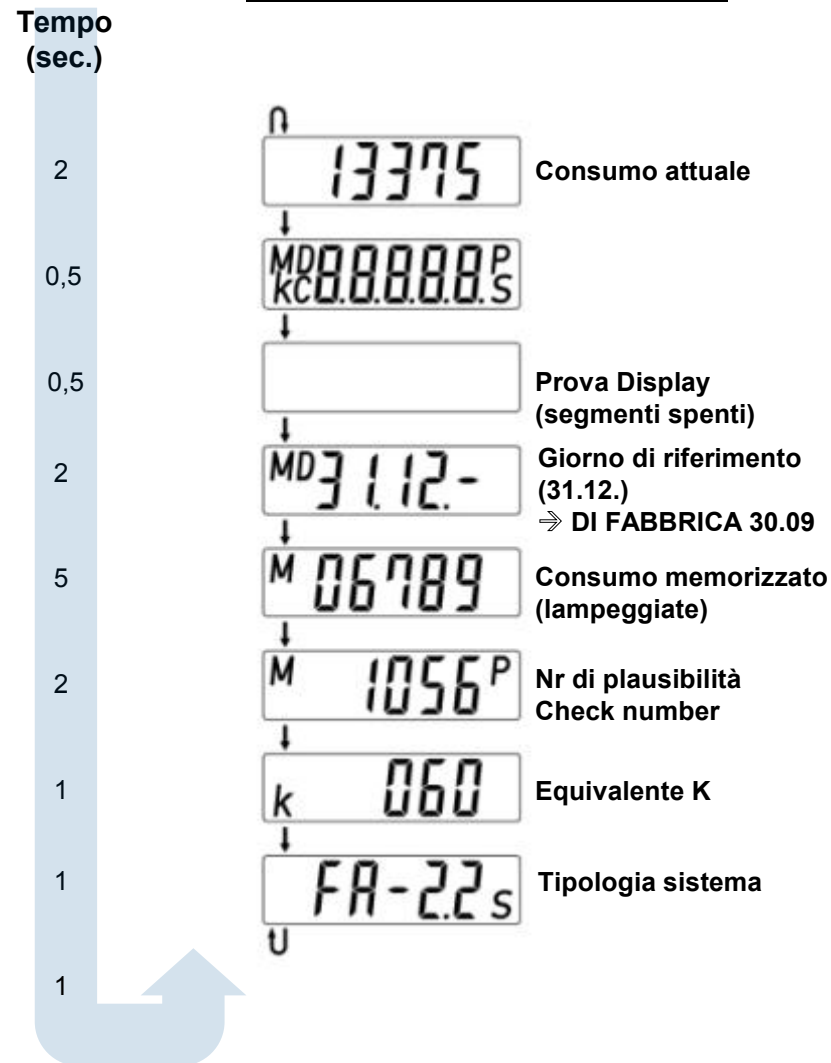 Tempo
(sec.)
2
13375
Consumo attuale
0,5
MD
kC
8.8.8.8.8.
P
S
0,5
Prova Display
(segmenti spenti)
2
MD 31.12.-
Giorno di riferimento
(31.12.)
⇒ DI FABBRICA 30.09
5
M 06789
Consumo memorizzato
(lampeggiate)
2
M 1056 P
Nr di plausibilità
Check number
1
k 060
Equivalente K
1
FA-2.2 S
Tipologia sistema
1